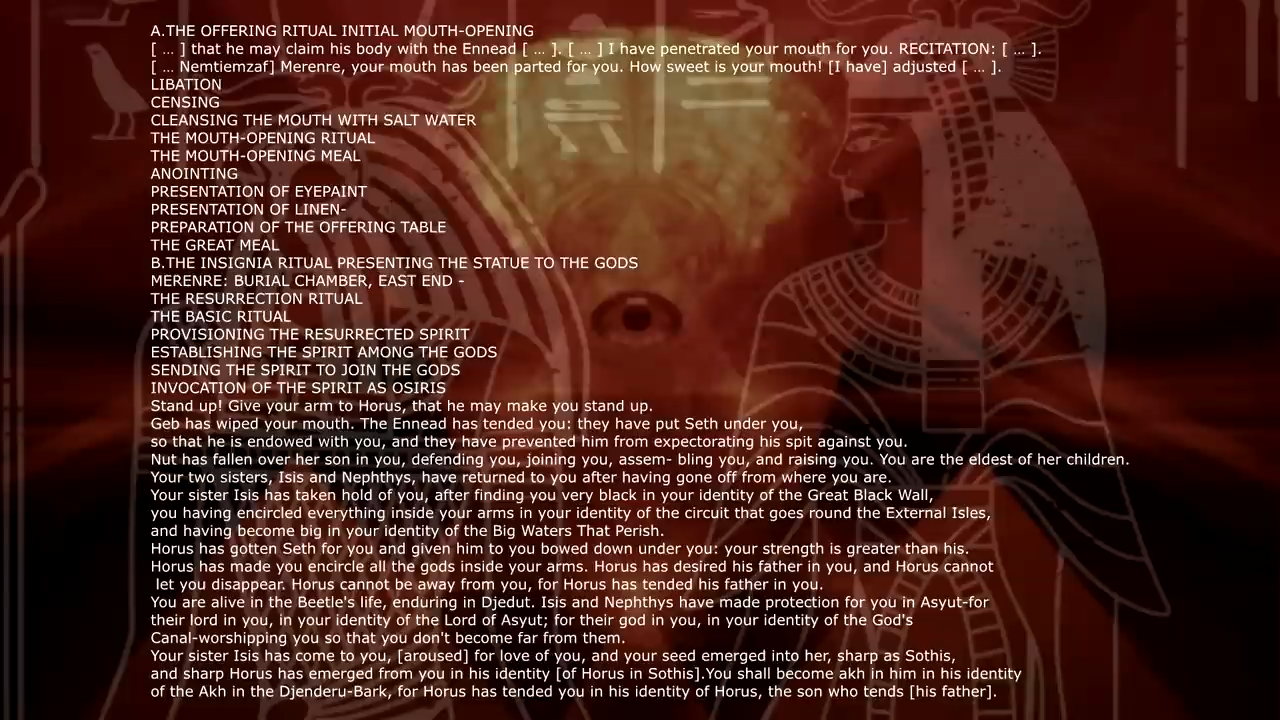 A.THE OFFERING RITUAL INITIAL MOUTH-OPENING
[ ... ] that he may claim his body with the Ennead [ ... ]. [ ... ] I have penetrated your mouth for you. RECITATION: [ ... ].
[ ... Nemtiemzaf] Merenre, your mouth has been parted for you. How sweet is your mouth! [I have] adjusted [ ... ].
LIBATION
CENSING
CLEANSING THE MOUTH WITH SALT WATER
THE MOUTH-OPENING RITUAL
THE MOUTH-OPENING MEAL
ANOINTING
PRESENTATION OF EYEPAINT
PRESENTATION OF LINEN-
PREPARATION OF THE OFFERING TABLE
THE GREAT MEAL
B.THE INSIGNIA RITUAL PRESENTING THE STATUE TO THE GODS
MERENRE: BURIAL CHAMBER, EAST END -
THE RESURRECTION RITUAL
THE BASIC RITUAL
PROVISIONING THE RESURRECTED SPIRIT
ESTABLISHING THE SPIRIT AMONG THE GODS
SENDING THE SPIRIT TO JOIN THE GODS
INVOCATION OF THE SPIRIT AS OSIRIS
Stand up! Give your arm to Horus, that he may make you stand up.
Geb has wiped your mouth. The Ennead has tended you: they have put Seth under you,
so that he is endowed with you, and they have prevented him from expectorating his spit against you.
Nut has fallen over her son in you, defending you, joining you, assem- bling you, and raising you. You are the eldest of her children.
Your two sisters, Isis and Nephthys, have returned to you after having gone off from where you are.
Your sister Isis has taken hold of you, after finding you very black in your identity of the Great Black Wall,
you having encircled everything inside your arms in your identity of the circuit that goes round the External Isles,
and having become big in your identity of the Big Waters That Perish.
Horus has gotten Seth for you and given him to you bowed down under you: your strength is greater than his.
Horus has made you encircle all the gods inside your arms. Horus has desired his father in you, and Horus cannot
let you disappear. Horus cannot be away from you, for Horus has tended his father in you.
You are alive in the Beetle's life, enduring in Djedut. Isis and Nephthys have made protection for you in Asyut-for
their lord in you, in your identity of the Lord of Asyut; for their god in you, in your identity of the God's
Canal-worshipping you so that you don't become far from them.
Your sister Isis has come to you, [aroused] for love of you, and your seed emerged into her, sharp as Sothis,
and sharp Horus has emerged from you in his identity [of Horus in Sothis].You shall become akh in him in his identity
of the Akh in the Djenderu-Bark, for Horus has tended you in his identity of Horus, the son who tends [his father].